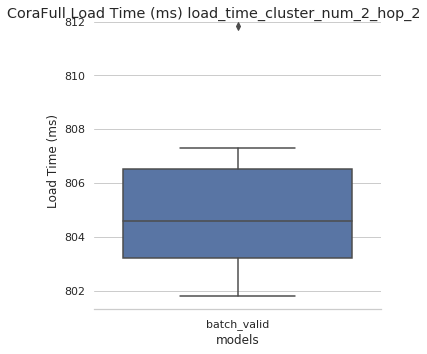 CoraFull Load Time (ms) load_time_cluster_num_2_hop_2
812
810
808
806
804
802
Load Time (ms)
batch_valid
models